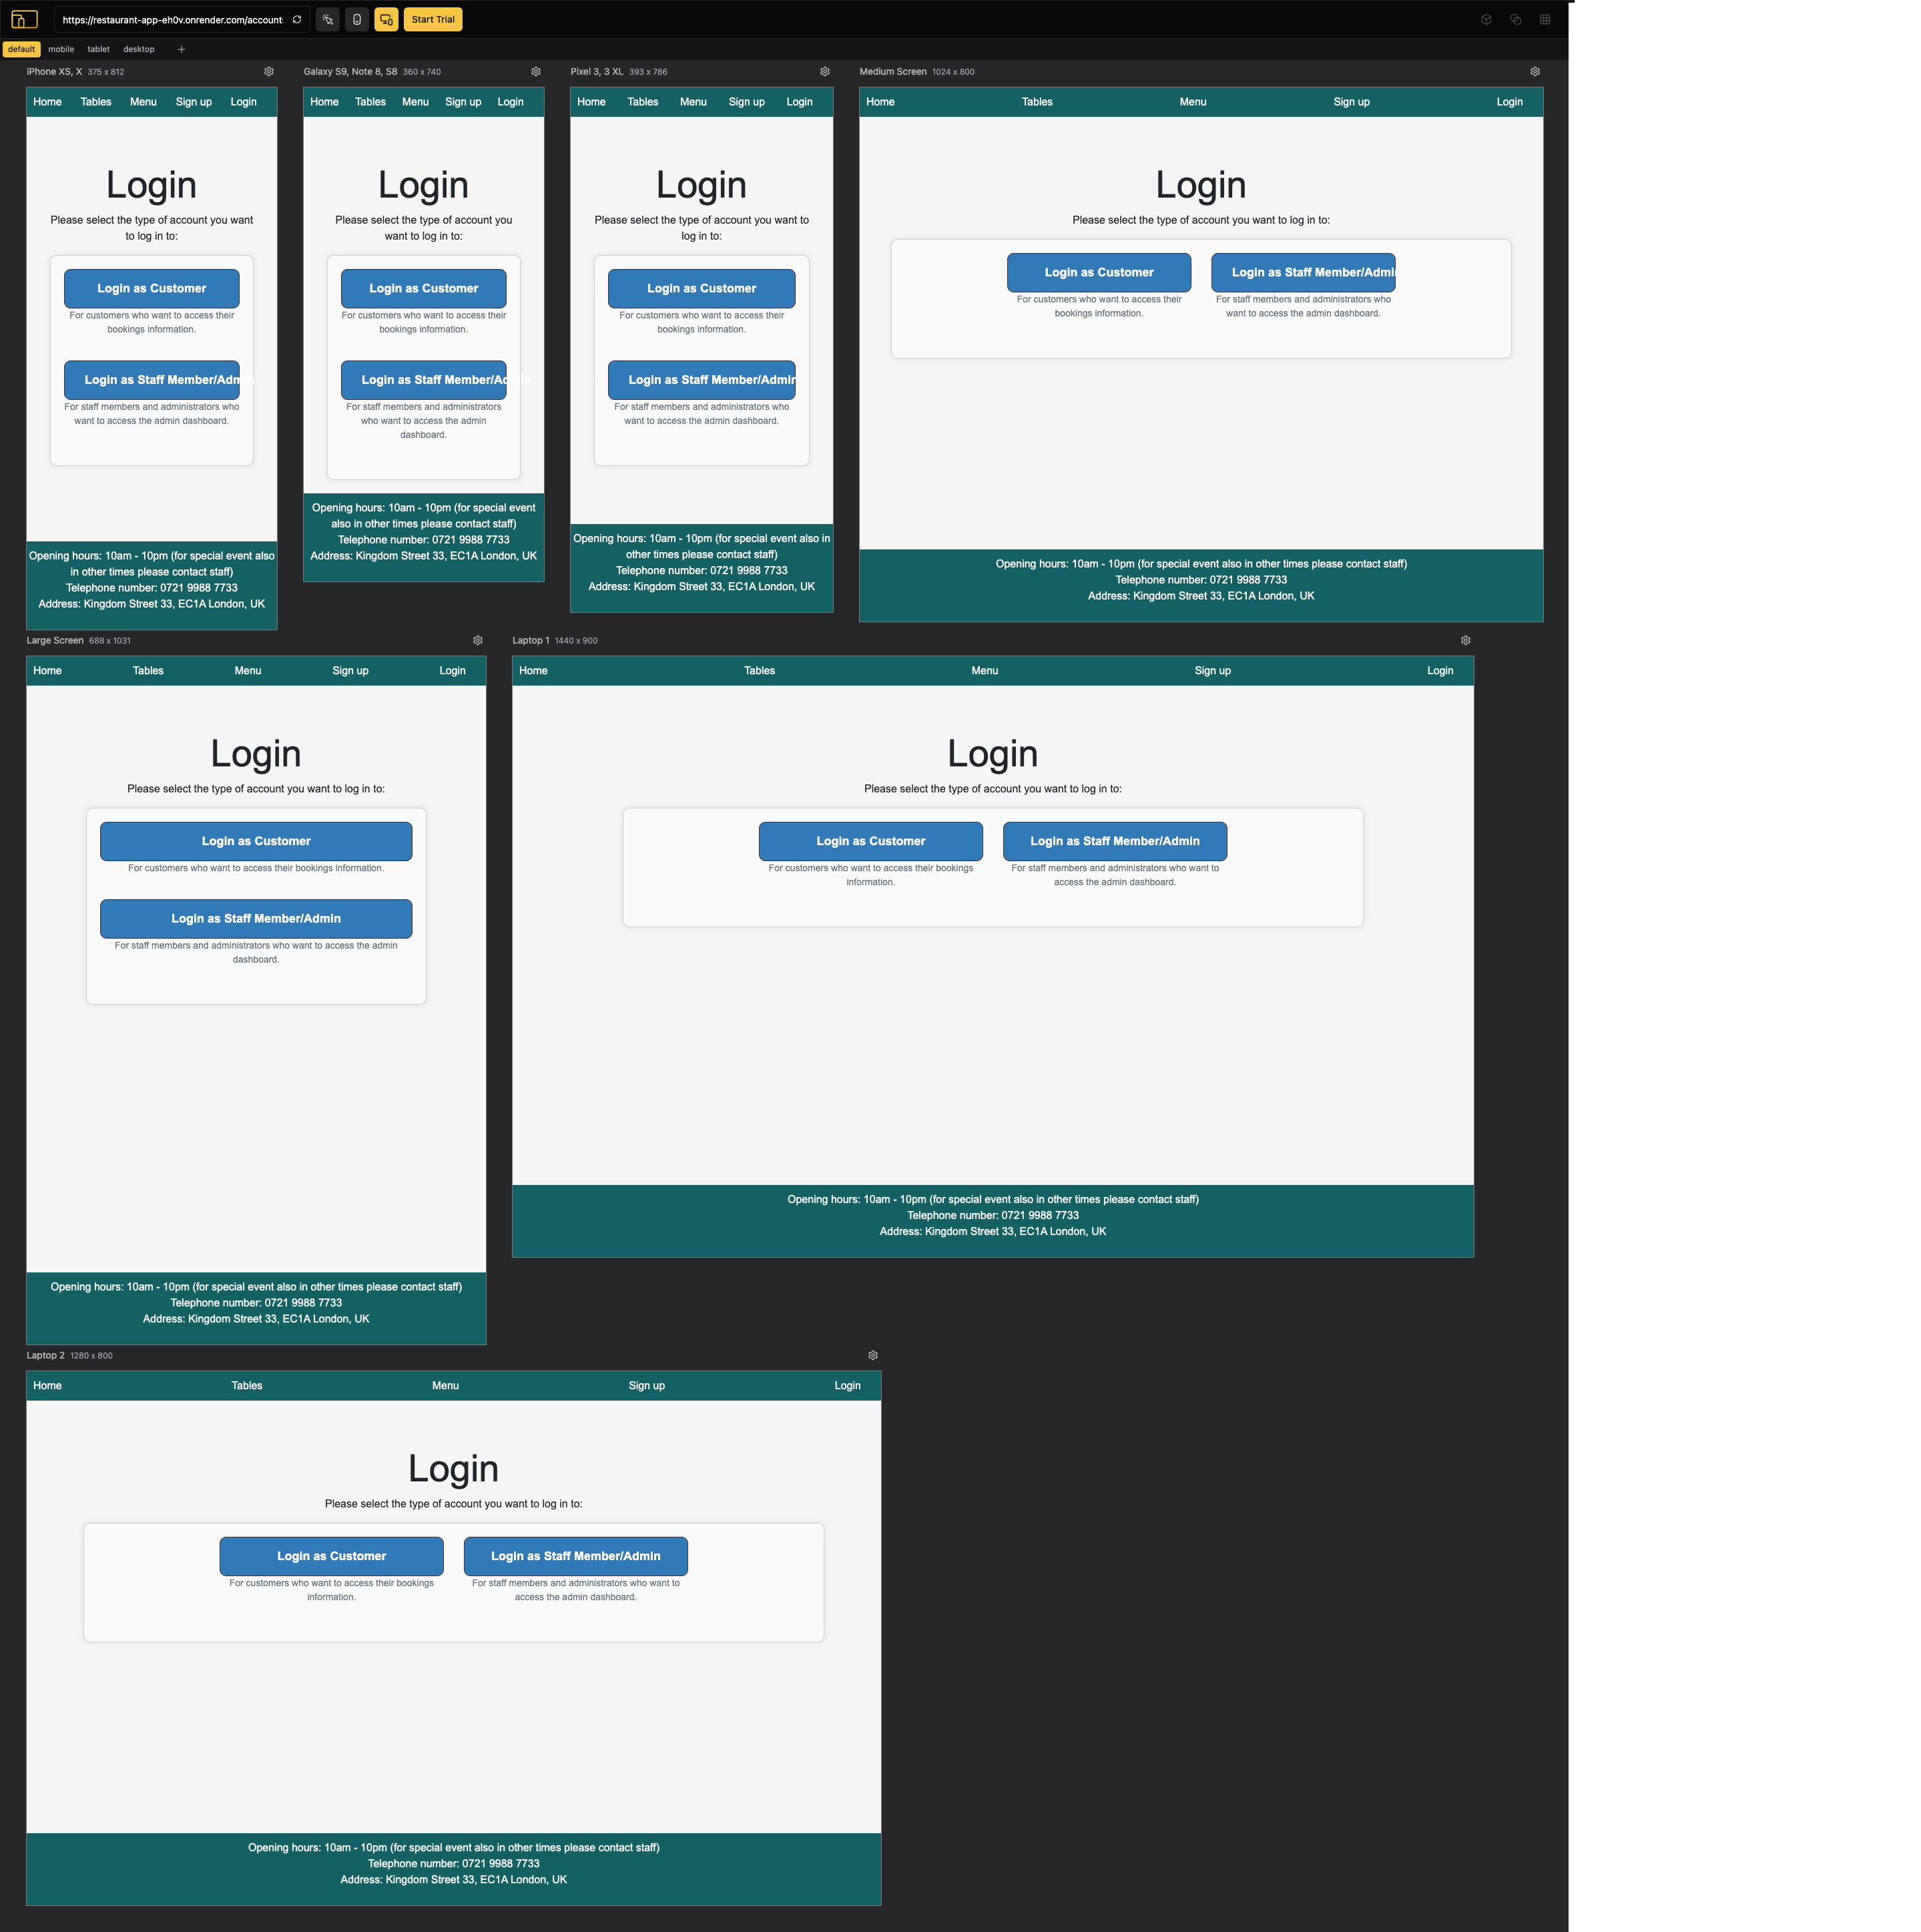 https://restaurant-app-eh0v.onrender.com/account
Start Trial
default mobile tablet desktop +
iPhone XS, X 375 x 812
Home Tables Menu Sign up Login
Login
Please select the type of account you want
to log in to:
Login as Customer
For customers who want to access their
bookings information.
Login as Staff Member/Admin
For staff members and administrators who
want to access the admin dashboard.
Opening hours: 10am - 10pm (for special event also
in other times please contact staff)
Telephone number: 0721 9988 7733
Address: Kingdom Street 33, EC1A London, UK
Galaxy S9, Note 8, S8 360 x 740
Home Tables Menu Sign up Login
Login
Please select the type of account you
want to log in to:
Login as Customer
For customers who want to access their
bookings information.
Login as Staff Member/Admin
For staff members and administrators
who want to access the admin
dashboard.
Opening hours: 10am - 10pm (for special event
also in other times please contact staff)
Telephone number: 0721 9988 7733
Address: Kingdom Street 33, EC1A London, UK
Pixel 3, 3 XL 393 x 786
Home Tables Menu Sign up Login
Login
Please select the type of account you want to
log in to:
Login as Customer
For customers who want to access their
bookings information.
Login as Staff Member/Admin
For staff members and administrators who
want to access the admin dashboard.
Opening hours: 10am - 10pm (for special event also in
other times please contact staff)
Telephone number: 0721 9988 7733
Address: Kingdom Street 33, EC1A London, UK
Medium Screen 1024 x 800
Home Tables Menu Sign up Login
Login
Please select the type of account you want to log in to:
Login as Customer
For customers who want to access their
bookings information.
Login as Staff Member/Admi
For staff members and administrators who
want to access the admin dashboard.
Opening hours: 10am - 10pm (for special event also in other times please contact staff)
Telephone number: 0721 9988 7733
Address: Kingdom Street 33, EC1A London, UK
Large Screen 688 x 1031
Home Tables Menu Sign up Login
Login
Please select the type of account you want to log in to:
Login as Customer
For customers who want to access their bookings information.
Login as Staff Member/Admin
For staff members and administrators who want to access the admin
dashboard.
Opening hours: 10am - 10pm (for special event also in other times please contact staff)
Telephone number: 0721 9988 7733
Address: Kingdom Street 33, EC1A London, UK
Laptop 1 1440 x 900
Home Tables Menu Sign up Login
Login
Please select the type of account you want to log in to:
Login as Customer
For customers who want to access their bookings
information.
Login as Staff Member/Admin
For staff members and administrators who want to
access the admin dashboard.
Opening hours: 10am - 10pm (for special event also in other times please contact staff)
Telephone number: 0721 9988 7733
Address: Kingdom Street 33, EC1A London, UK
Laptop 2 1280 x 800
Home Tables Menu Sign up Login
Login
Please select the type of account you want to log in to:
Login as Customer
For customers who want to access their bookings
information.
Login as Staff Member/Admin
For staff members and administrators who want to
access the admin dashboard.
Opening hours: 10am - 10pm (for special event also in other times please contact staff)
Telephone number: 0721 9988 7733
Address: Kingdom Street 33, EC1A London, UK